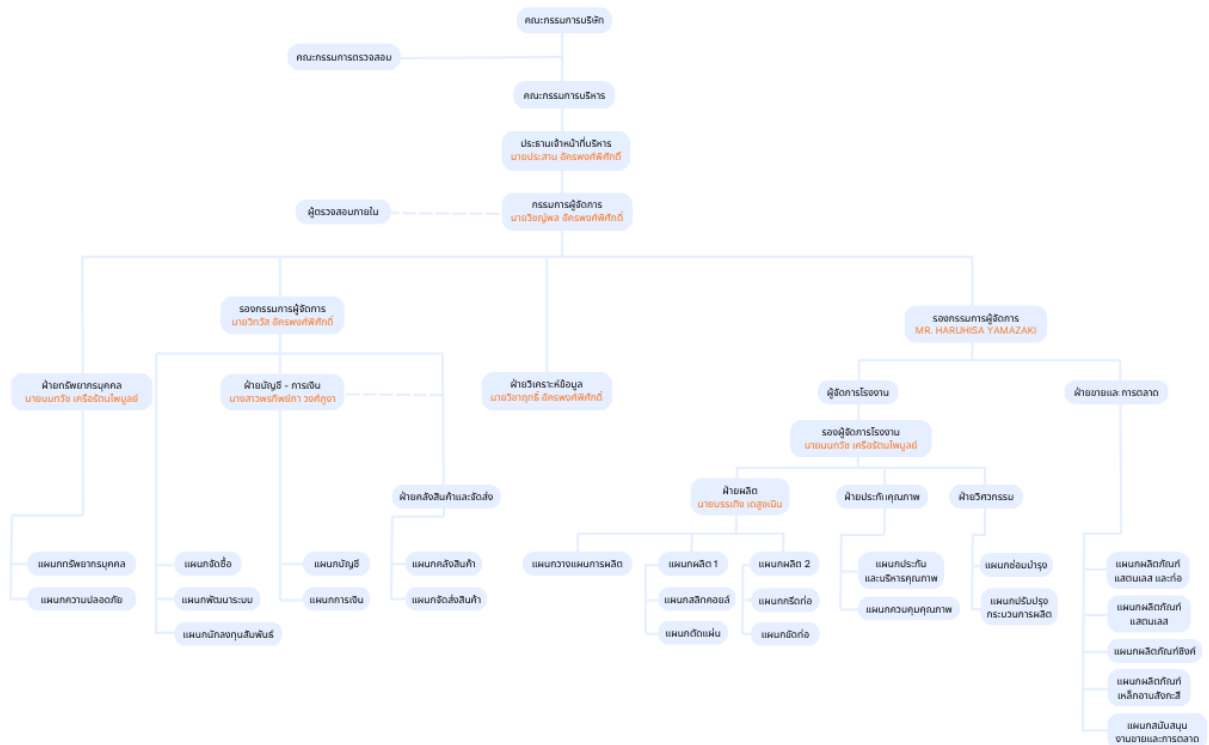 คณะกรรมการบริษัท
คณะกรรมการตรวจสอบ
คณะกรรมการบริหาร
ประธานเจ้าหน้าที่บริหาร
นายประสาน อัครพงศ์พิศักดิ์
กรรมการผู้จัดการ
นายวิชญ์พล อัครพงศ์พิศักดิ์
ผู้ตรวจสอบภายใน
รองกรรมการผู้จัดการ
นายวิทวัส อัครพงศ์พิศักดิ์
รองกรรมการผู้จัดการ
MR. HARUHISA YAMAZAKI
ฝ่ายทรัพยากรบุคคล
นายนนทวัช เครือรัตนไพบูลย์
ฝ่ายบัญชี - การเงิน
นางสาวพรทิพย์ภา วงศ์ภูงา
ฝ่ายวิเคราะห์ข้อมูล
นายวิชาฤทธิ์ อัครพงศ์พิศักดิ์
ผู้จัดการโรงงาน
ฝ่ายขายและการตลาด
รองผู้จัดการโรงงาน
นายนนทวัช เครือรัตนไพบูลย์
ฝ่ายคลังสินค้าและจัดส่ง
ฝ่ายผลิต
นายบรรเทิง เดสูงเนิน
ฝ่ายประกันคุณภาพ
ฝ่ายวิศวกรรม
แผนกทรัพยากรบุคคล
แผนกความปลอดภัย
แผนกจัดซื้อ
แผนกพัฒนาระบบ
แผนกนักลงทุนสัมพันธ์
แผนกบัญชี
แผนกการเงิน
แผนกคลังสินค้า
แผนกจัดส่งสินค้า
แผนกวางแผนการผลิต
แผนกผลิต 1
แผนกสลิทคอยล์
แผนกตัดแผ่น
แผนกผลิต 2
แผนกกรีดท่อ
แผนกขัดท่อ
แผนกประกัน
และบริหารคุณภาพ
แผนกควบคุมคุณภาพ
แผนกซ่อมบำรุง
แผนกปรับปรุง
กระบวนการผลิต
แผนกผลิตภัณฑ์
สแตนเลส และท่อ
แผนกผลิตภัณฑ์
สแตนเลส
แผนกผลิตภัณฑ์ซิงค์
แผนกผลิตภัณฑ์
เหล็กอาบสังกะสี
แผนกสนับสนุน
งานขายและการตลาด